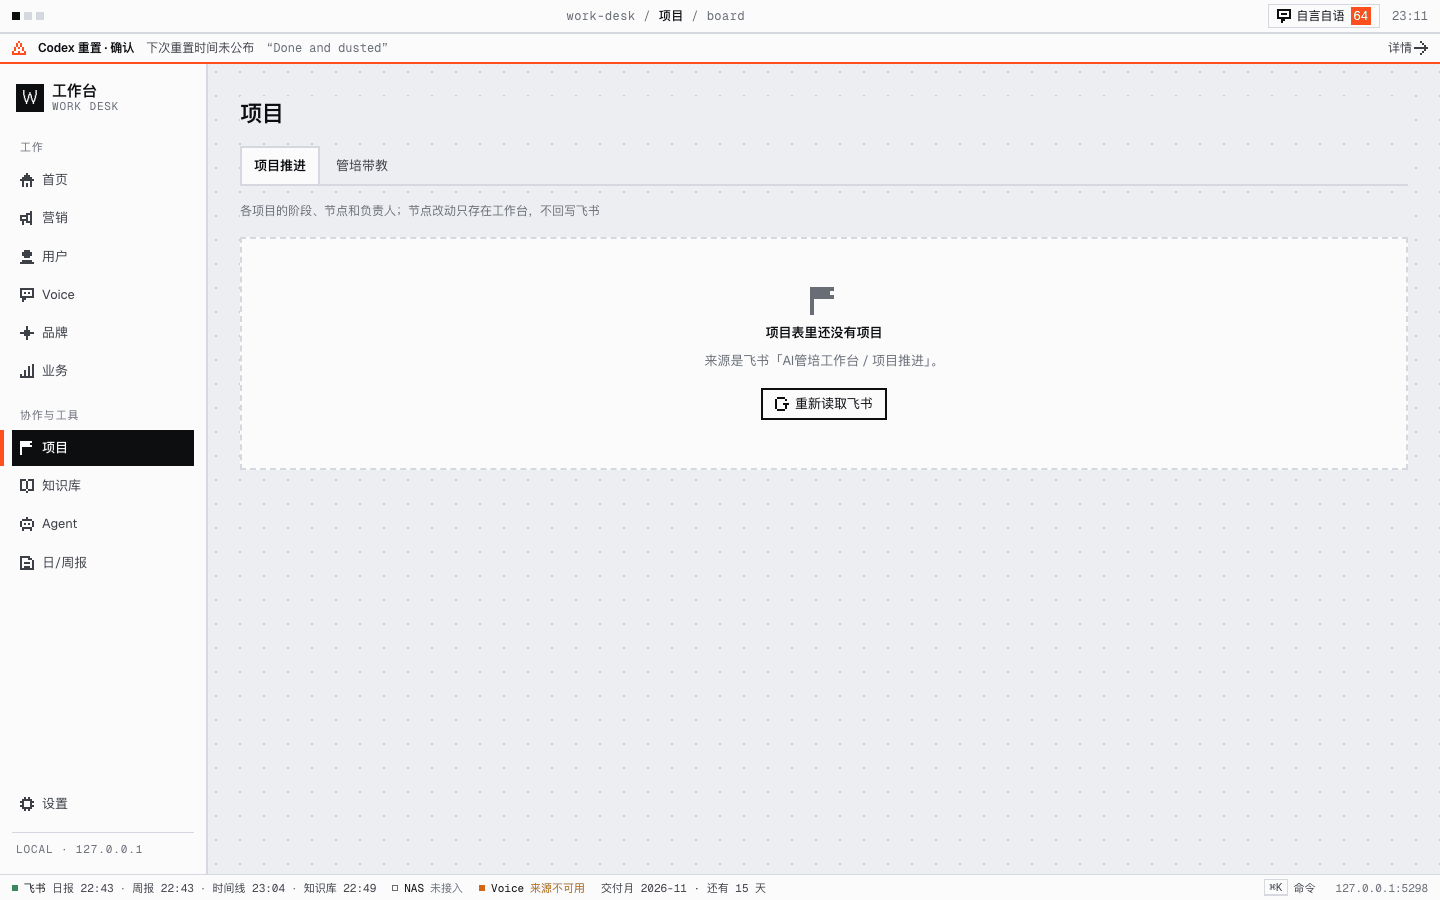 work-desk / 项目 / board
自言自语 64
23:11
Codex 重置·确认 下次重置时间未公布 “Done and dusted”
详情
W
工作台
WORK DESK
工作
首页
营销
用户
Voice
品牌
业务
协作与工具
项目
知识库
Agent
日/周报
设置
LOCAL · 127.0.0.1
项目
项目推进
管培带教
各项目的阶段、节点和负责人；节点改动只存在工作台，不回写飞书
项目表里还没有项目
来源是飞书「AI管培工作台 / 项目推进」。
重新读取飞书
飞书 日报 22:43 · 周报 22:43 · 时间线 23:04 · 知识库 22:49
NAS 未接入
Voice 来源不可用
交付月 2026-11 · 还有 15 天
⌘K 命令
127.0.0.1:5298